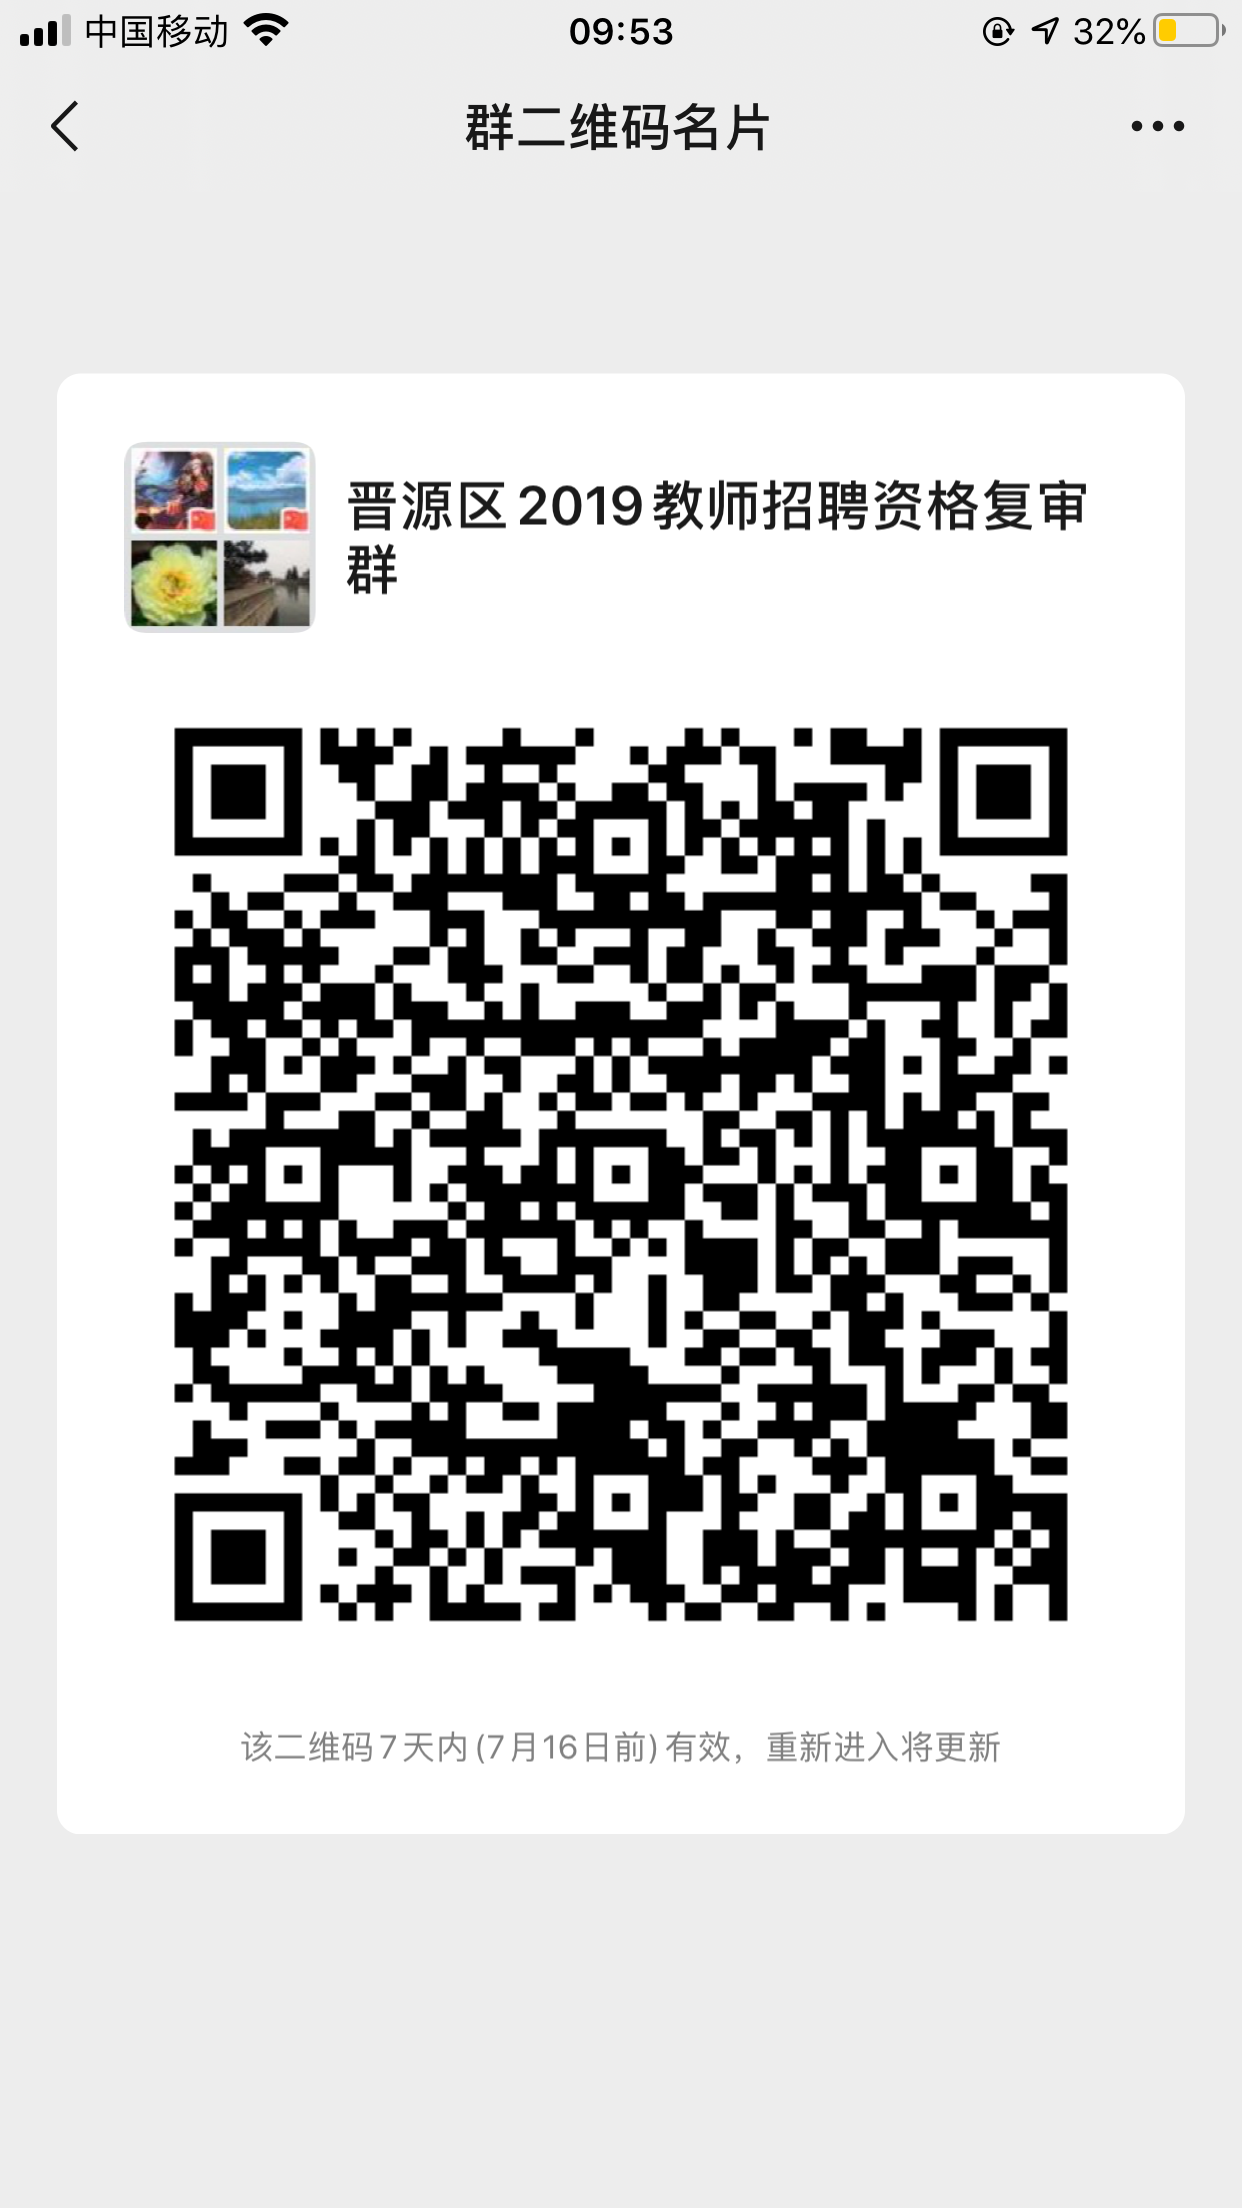 中国移动 09:53 32%
群二维码名片
晋源区2019教师招聘资格复审
群
该二维码7天内(7月16日前)有效，重新进入将更新